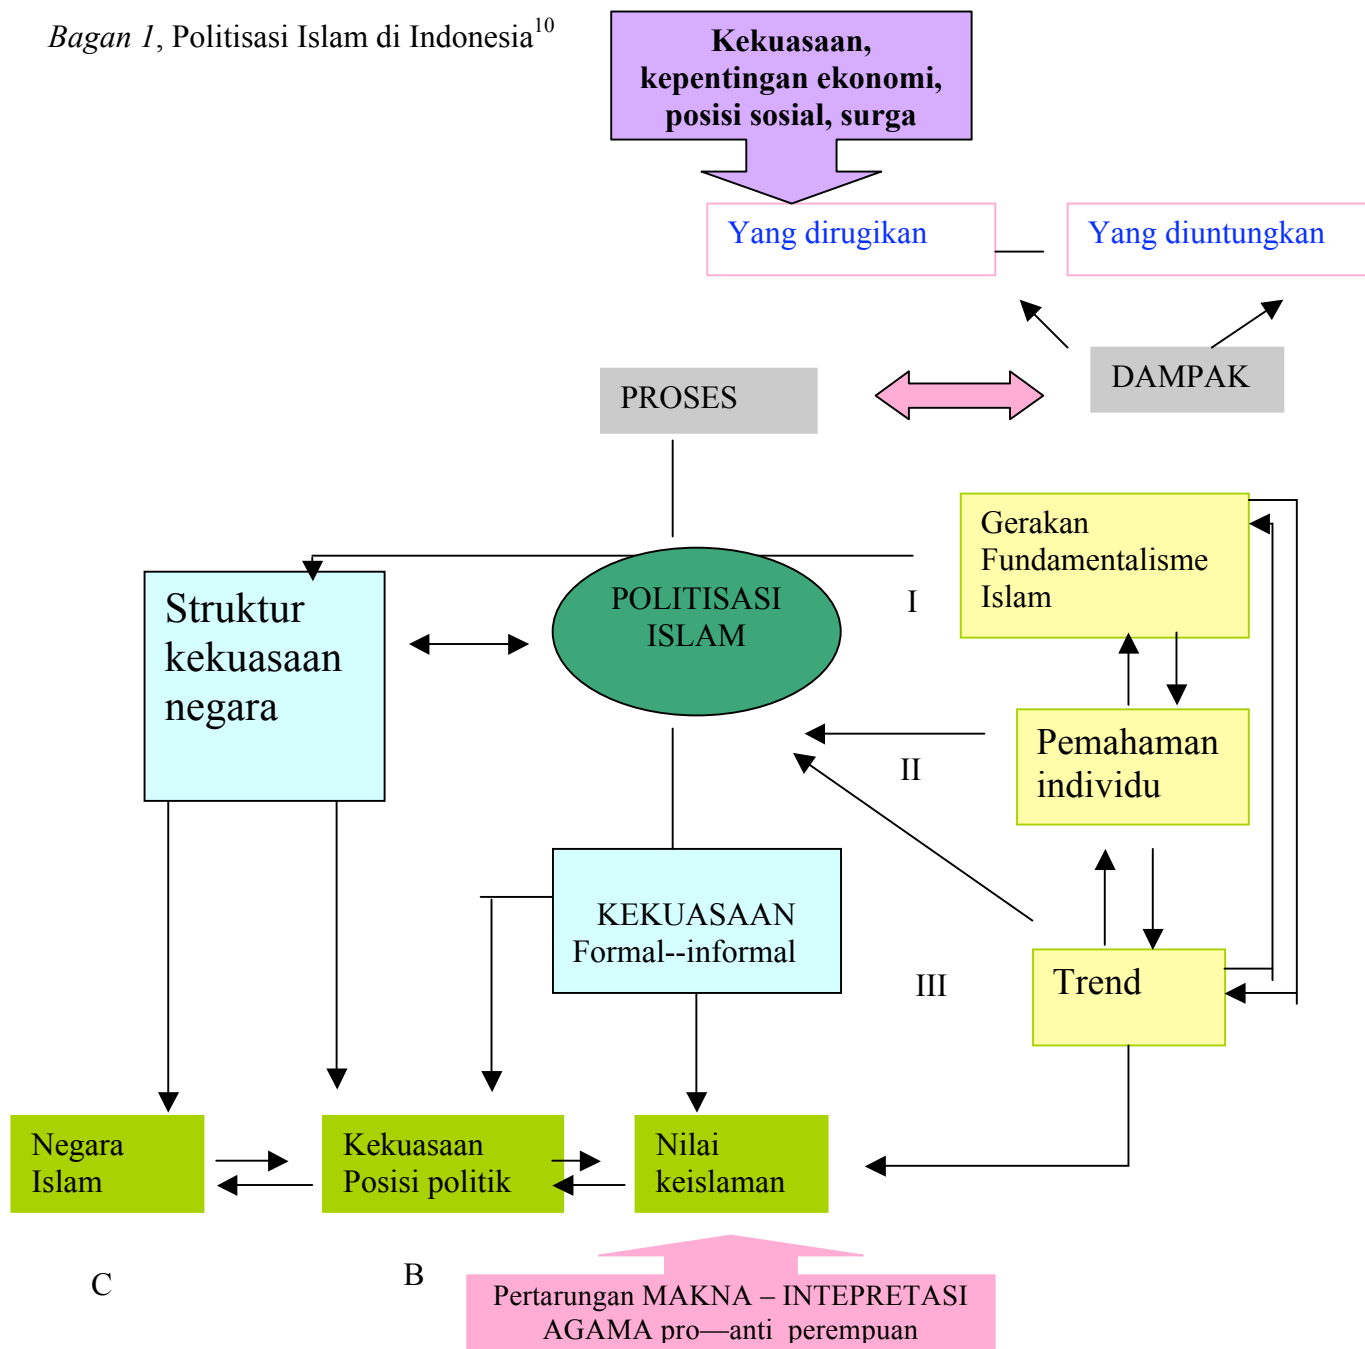 Bagan 1, Politisasi Islam di Indonesia10
Kekuasaan,
kepentingan ekonomi,
posisi sosial, surga
Yang dirugikan
Yang diuntungkan
DAMPAK
PROSES
Gerakan
Fundamentalisme
Islam
I
POLITISASI
ISLAM
Struktur
kekuasaan
negara
Pemahaman
individu
II
KEKUASAAN
Formal--informal
III
Trend
Negara
Islam
Kekuasaan
Posisi politik
Nilai
keislaman
C
B
Pertarungan MAKNA – INTEPRETASI
AGAMA pro—anti perempuan